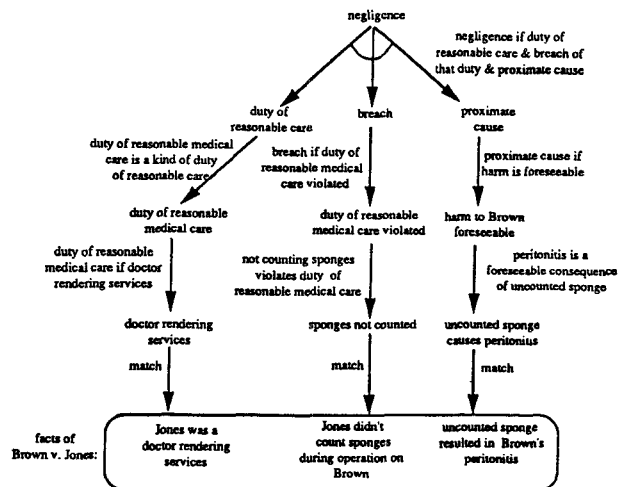 negligence
negligence if duty of
reasonable care & breach of
that duty & proximate cause
duty of
reasonable care
breach
proximate
cause
duty of reasonable medical
care is a kind of duty
of reasonable care
breach if duty of
reasonable medical
care violated
proximate cause if
harm is foreseeable
duty of reasonable
medical care
duty of reasonable
medical care violated
harm to Brown
foreseeable
duty of reasonable
medical care if doctor
rendering services
not counting sponges
violates duty of
reasonable medical care
peritonitis is a
foreseeable consequence
of uncounted sponge
doctor rendering
services
sponges not counted
uncounted sponge
causes peritonitus
match
match
match
facts of
Brown v. Jones:
Jones was a
doctor rendering
services
Jones didn't
count sponges
during operation on
Brown
uncounted sponge
resulted in Brown's
peritonitis